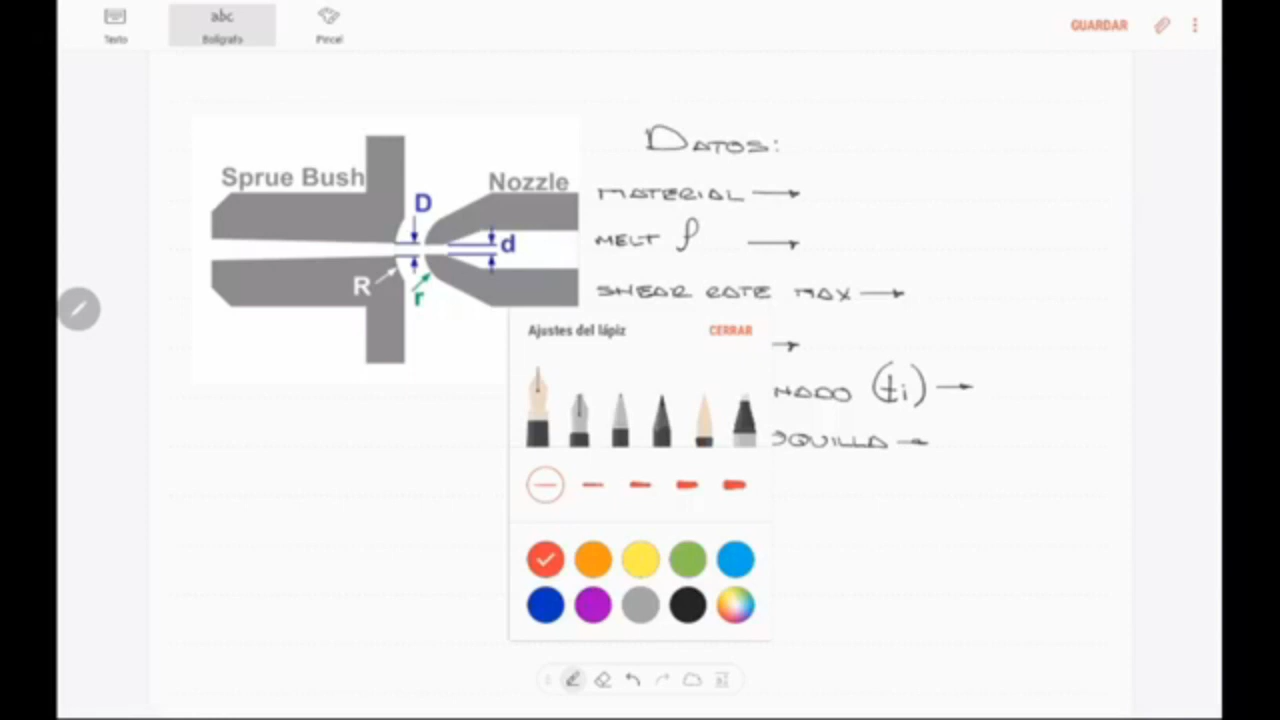 Texto
abc
Bolígrafo
Pincel
GUARDAR
Sprue Bush
Nozzle
D
d
R
r
DATOS:
MATERIAL →
MELT ρ →
SHEAR RATE MAX →
→
(ti) →
Ajustes del lápiz
CERRAR